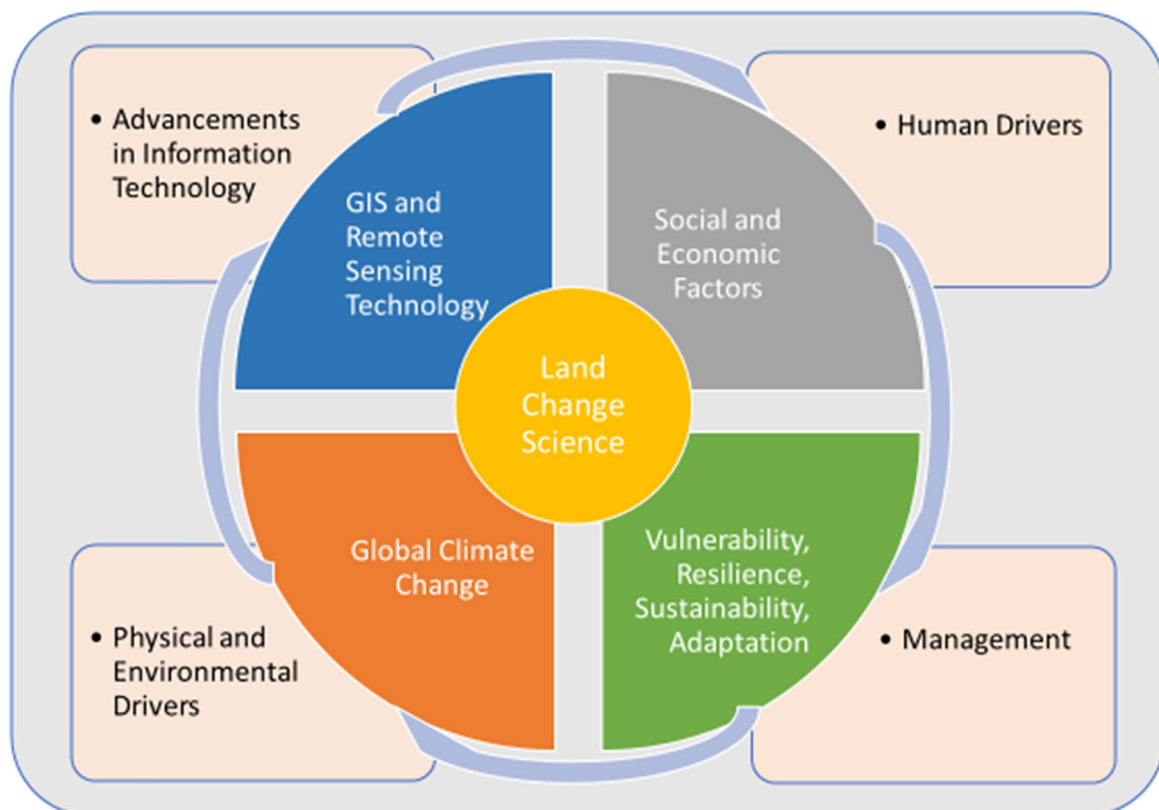 • Advancements
in Information
Technology
• Human Drivers
GIS and
Remote
Sensing
Technology
Social and
Economic
Factors
Land
Change
Science
Global Climate
Change
Vulnerability,
Resilience,
Sustainability,
Adaptation
• Physical and
Environmental
Drivers
• Management